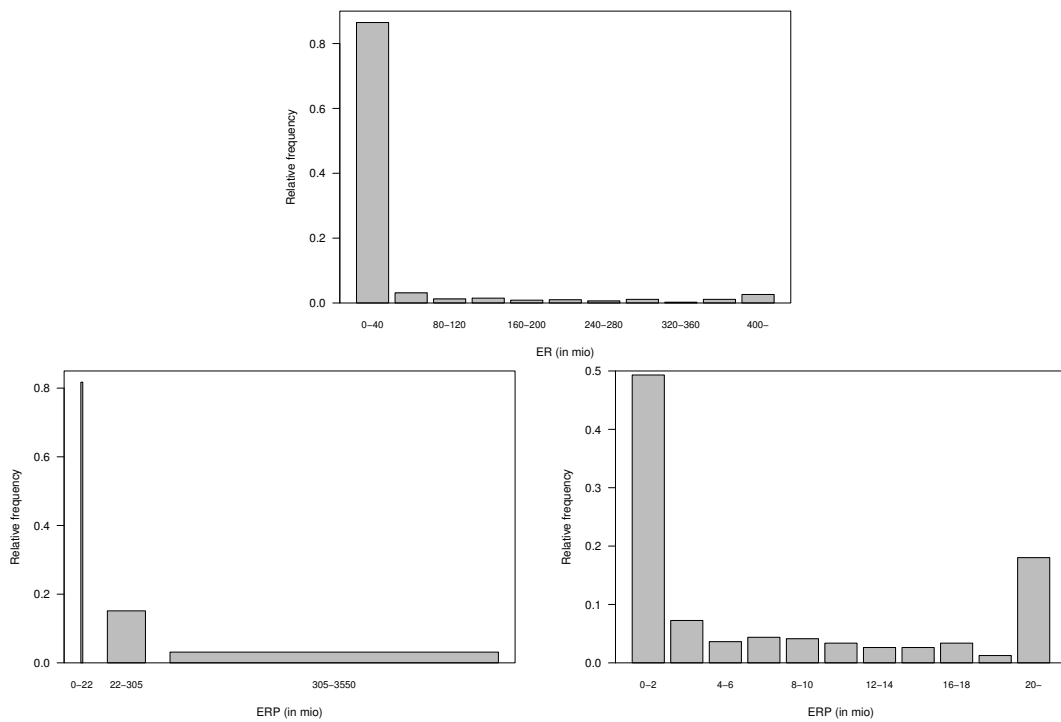 0.8
0.6
0.4
0.2
0.0
Relative frequency
0−40 80−120 160−200 240−280 320−360 400−
ER (in mio)
0.8
0.6
0.4
0.2
0.0
Relative frequency
0−22 22−305 305−3550
ERP (in mio)
0.5
0.4
0.3
0.2
0.1
0.0
Relative frequency
0−2 4−6 8−10 12−14 16−18 20−
ERP (in mio)